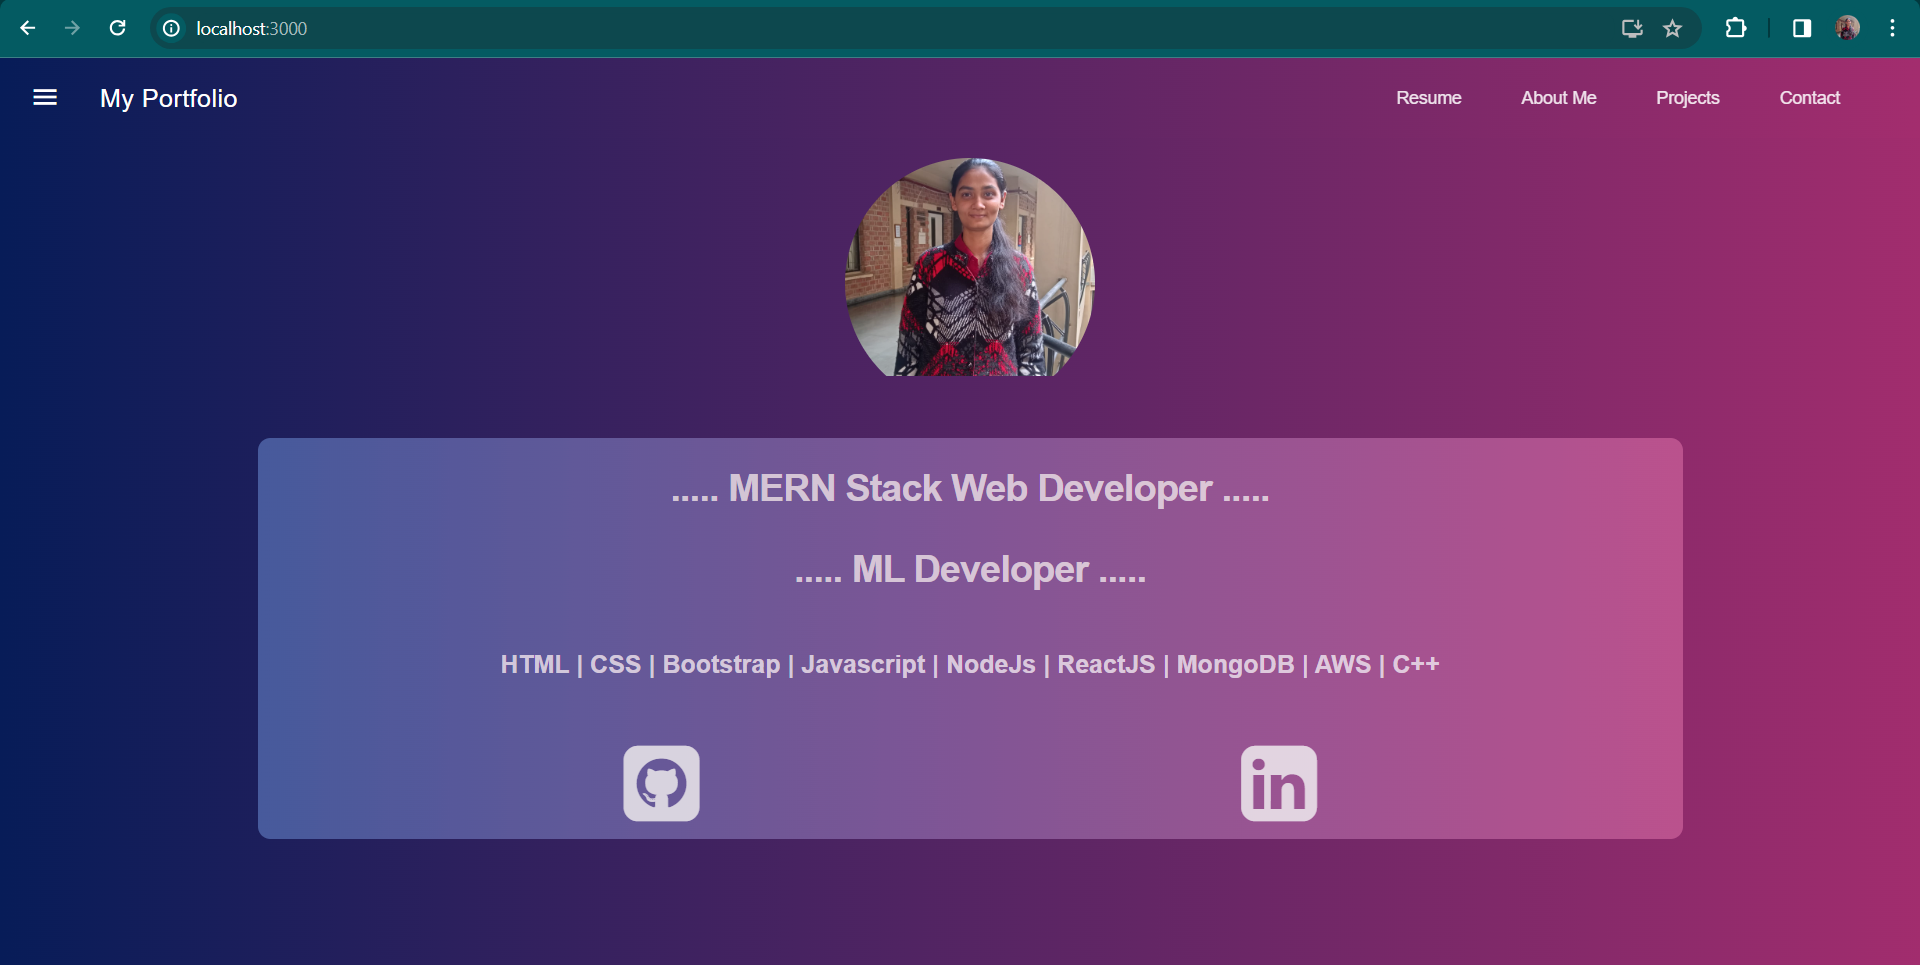 localhost:3000
My Portfolio
Resume About Me Projects Contact
..... MERN Stack Web Developer .....
..... ML Developer .....
HTML | CSS | Bootstrap | Javascript | NodeJs | ReactJS | MongoDB | AWS | C++
in